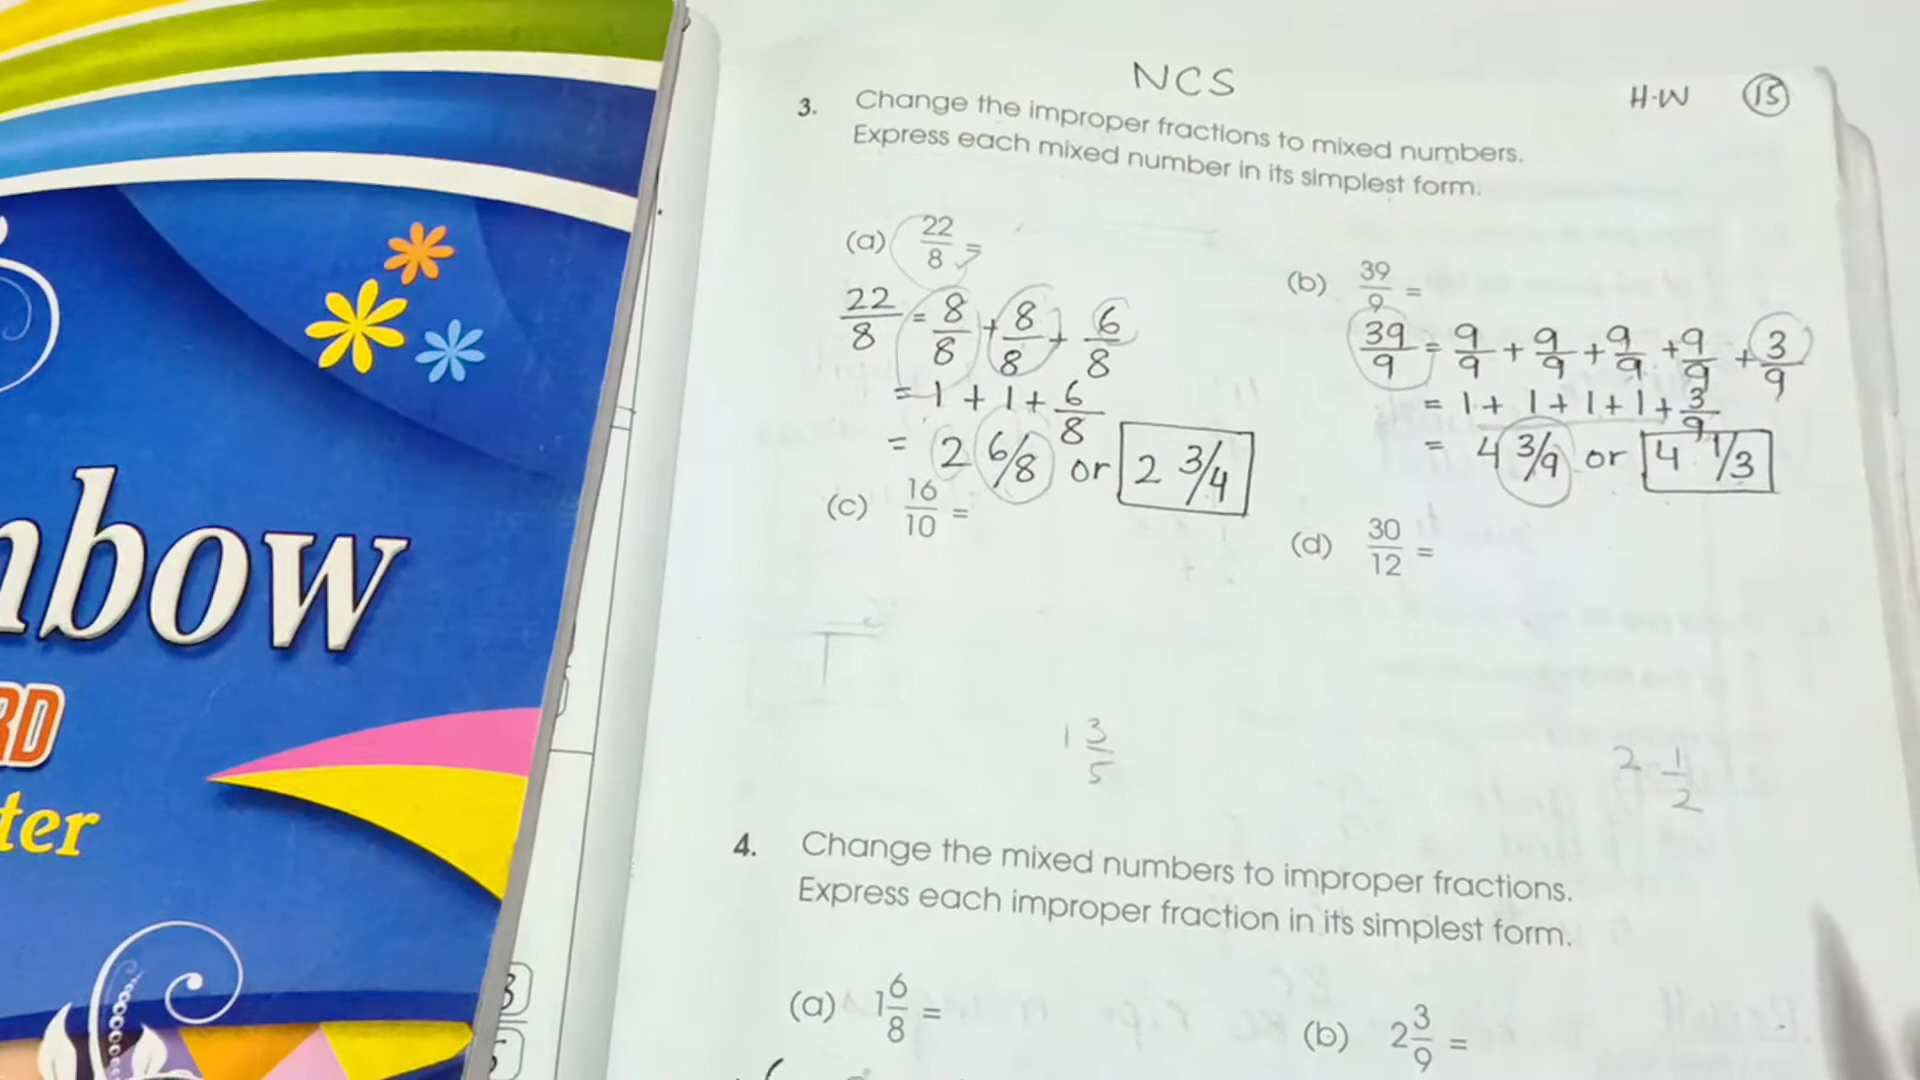 NCS
H.W 15
3. Change the improper fractions to mixed numbers.
Express each mixed number in its simplest form.
(a) 22/8 =
22/8 = 8/8 + 8/8 + 6/8
= 1 + 1 + 6/8
= 2 6/8 or 2 3/4
(b) 39/9 =
39/9 = 9/9 + 9/9 + 9/9 + 9/9 + 3/9
= 1 + 1 + 1 + 1 + 3/9
= 4 3/9 or 4 1/3
(c) 16/10 =
1 3/5
(d) 30/12 =
2 1/2
4. Change the mixed numbers to improper fractions.
Express each improper fraction in its simplest form.
(a) 1 6/8 =
(b) 2 3/9 =
nbow
RD
ter